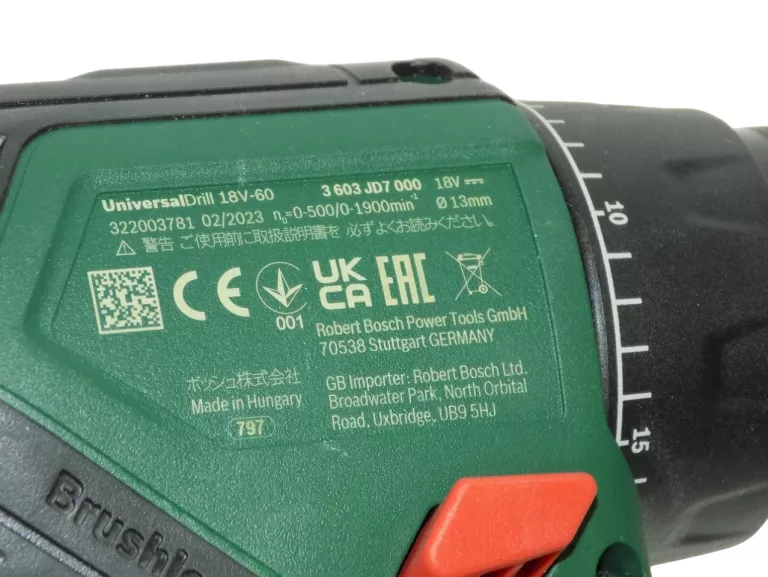 UniversalDrill 18V-60 3 603 JD7 000 18V ⎓
322003781 02/2023 n₀=0-500/0-1900min⁻¹ Ø 13mm
⚠ 警告 ご使用前に取扱説明書を 必ずよくお読みください。
CE 001 UK CA EAC
Robert Bosch Power Tools GmbH
70538 Stuttgart GERMANY
ボッシュ株式会社
Made in Hungary
797
GB Importer: Robert Bosch Ltd.
Broadwater Park, North Orbital
Road, Uxbridge, UB9 5HJ
10
15